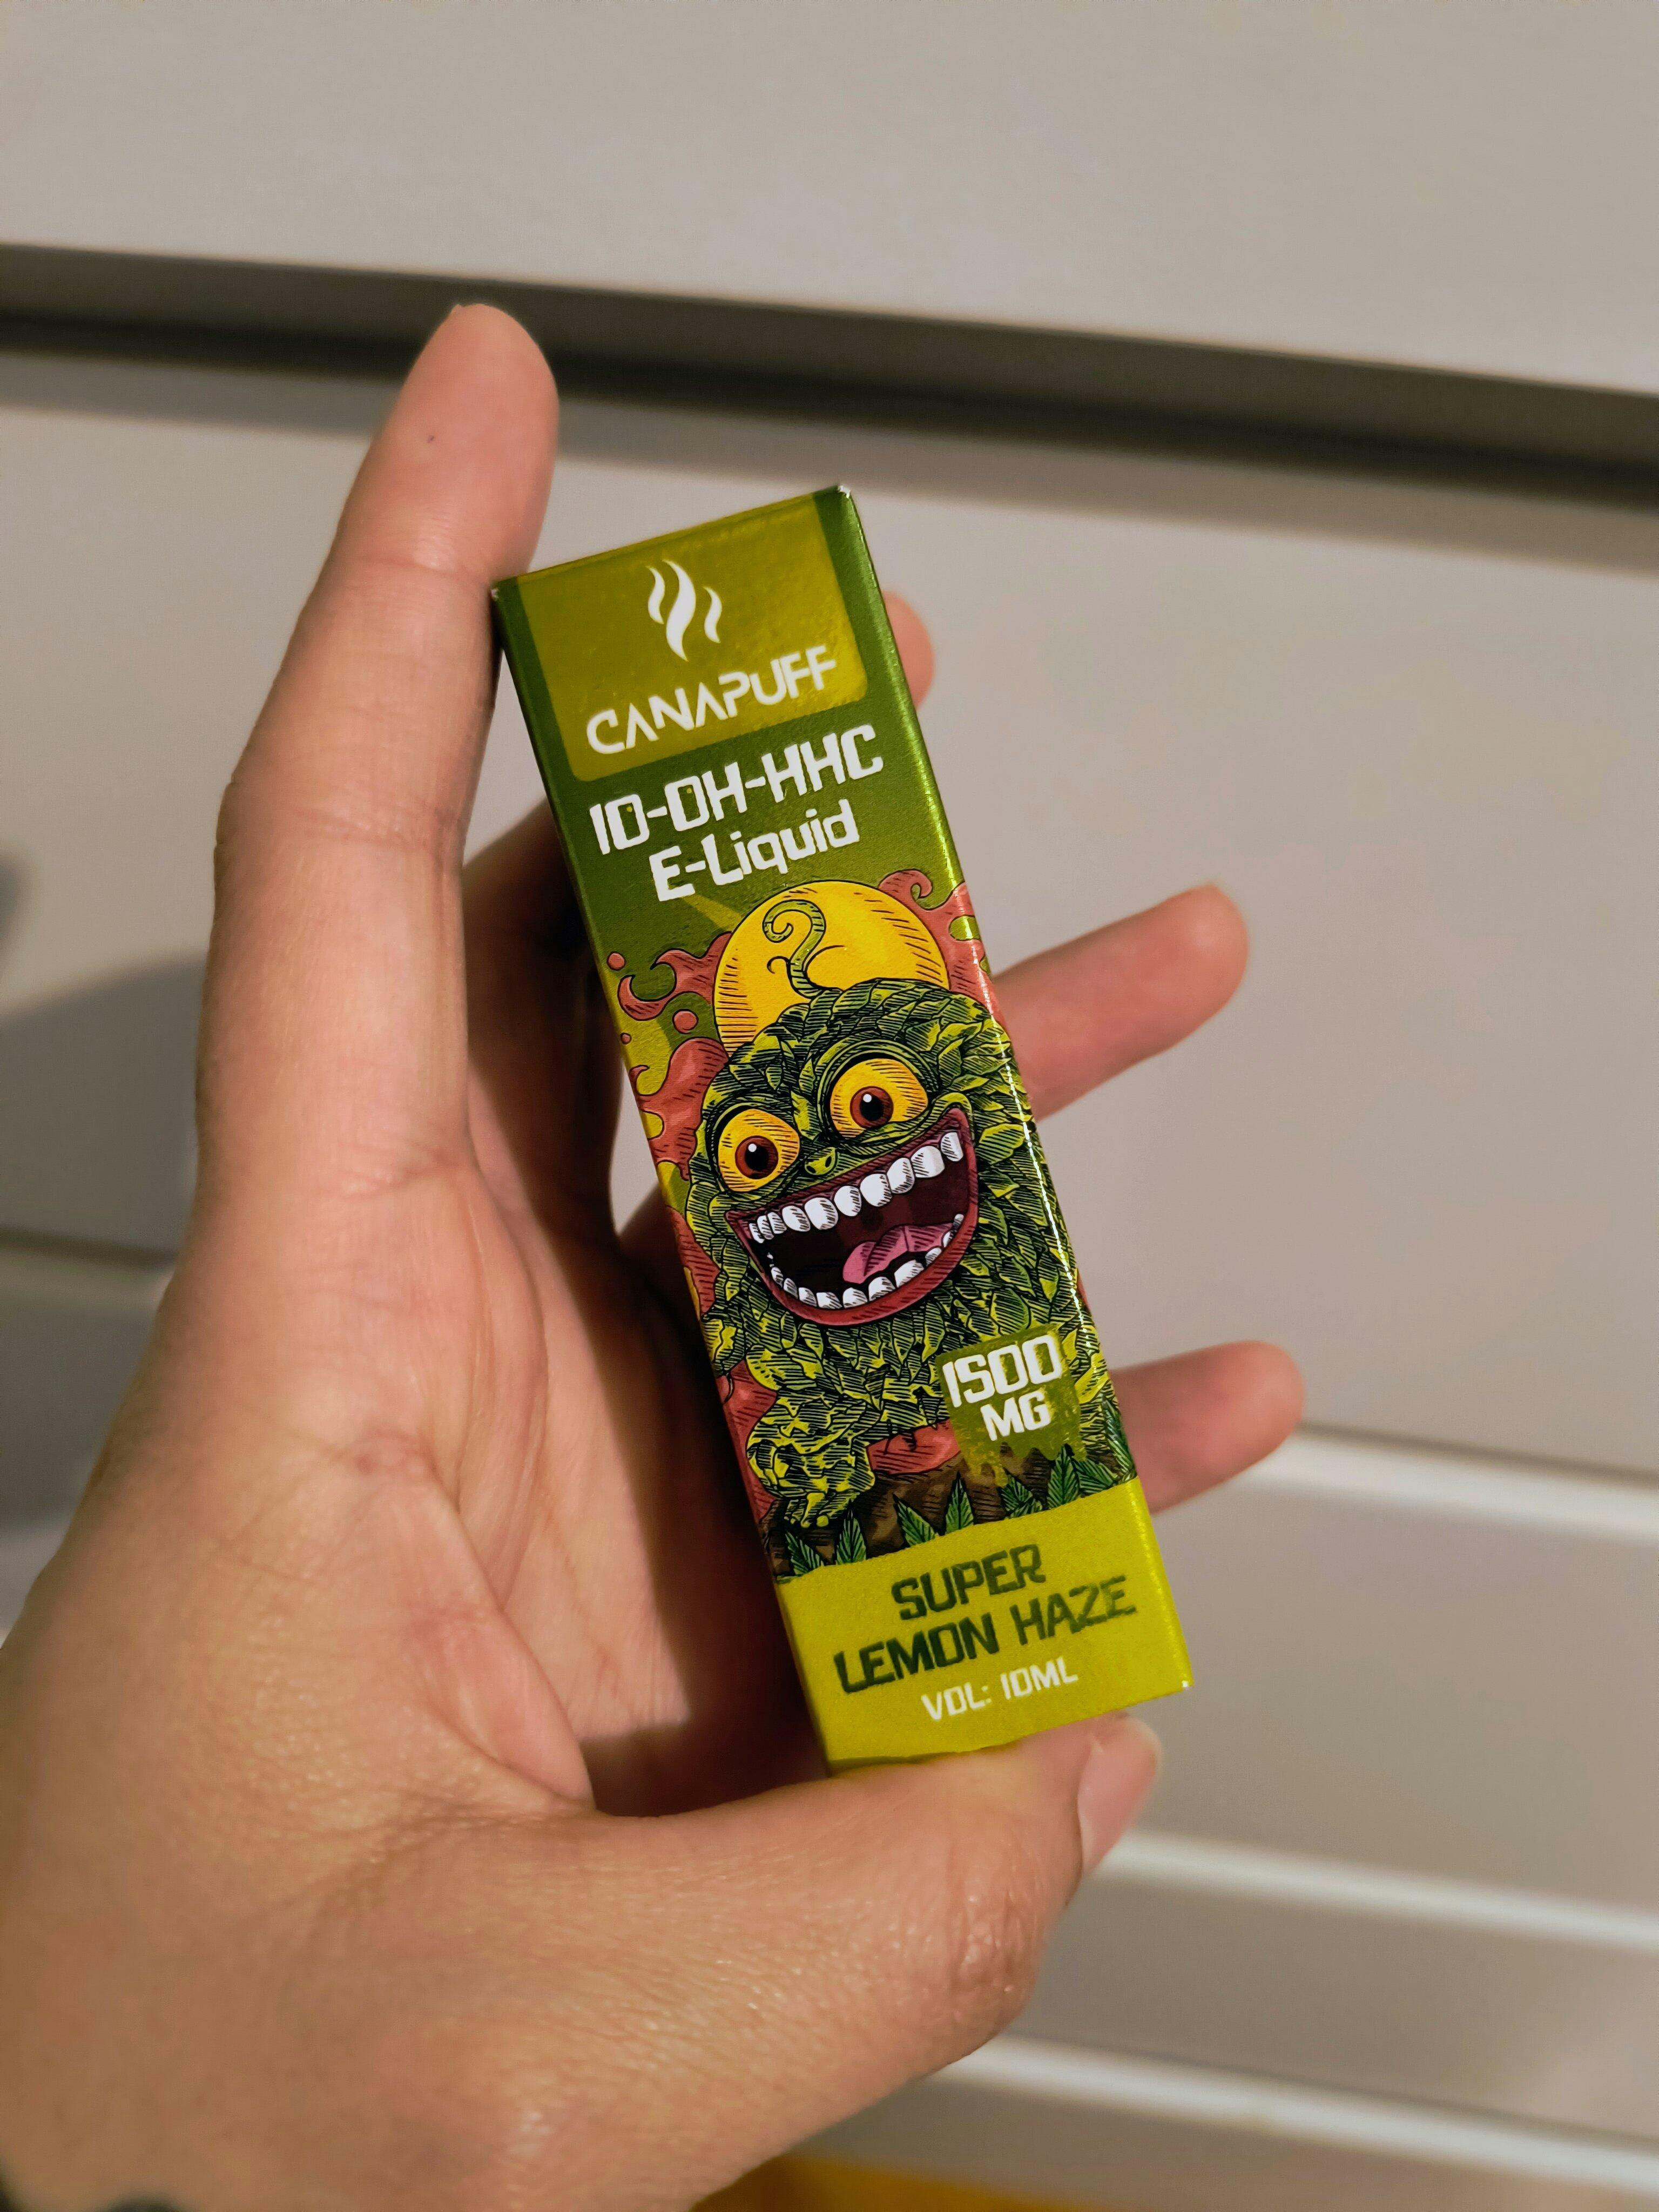 CANAPUFF
10-OH-HHC
E-Liquid
1500
MG
SUPER
LEMON HAZE
VOL: 10ML